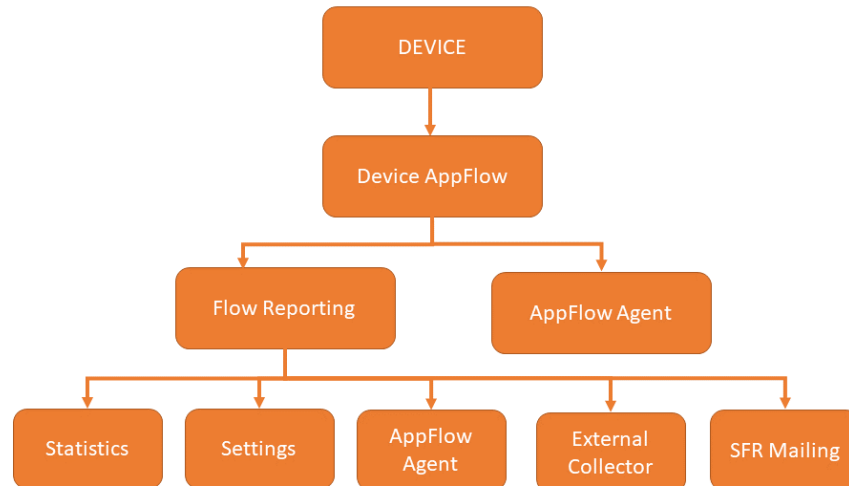 DEVICE
Device AppFlow
Flow Reporting
AppFlow Agent
Statistics
Settings
AppFlow
Agent
External
Collector
SFR Mailing